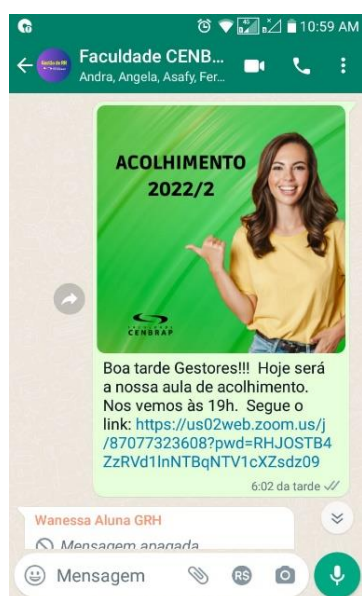 10:59 AM
Faculdade CENB...
Andra, Angela, Asafy, Fer...
ACOLHIMENTO
2022/2
CENBRAP
Boa tarde Gestores!!! Hoje será
a nossa aula de acolhimento.
Nos vemos às 19h. Segue o
link: https://us02web.zoom.us/j
/87077323608?pwd=RHJOSTB4
ZzRVd1lnNTBqNTV1cXZsdz09
6:02 da tarde
Wanessa Aluna GRH
Mensagem apagada
Mensagem
R$